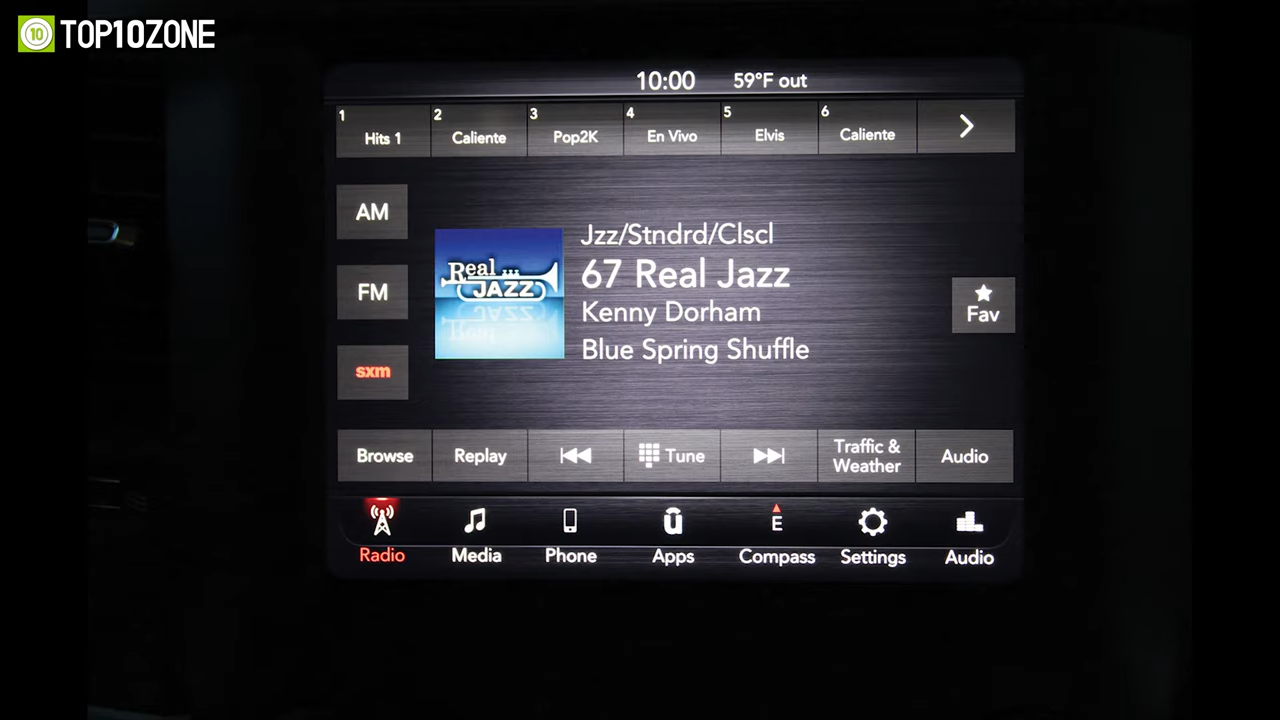 10 TOP10ZONE
10:00 59°F out
1 Hits 1
2 Caliente
3 Pop2K
4 En Vivo
5 Elvis
6 Caliente
AM
FM
sxm
Real...
JAZZ
Jzz/Stndrd/Clscl
67 Real Jazz
Kenny Dorham
Blue Spring Shuffle
Fav
Browse
Replay
Tune
Traffic &
Weather
Audio
E
Radio
Media
Phone
Apps
Compass
Settings
Audio